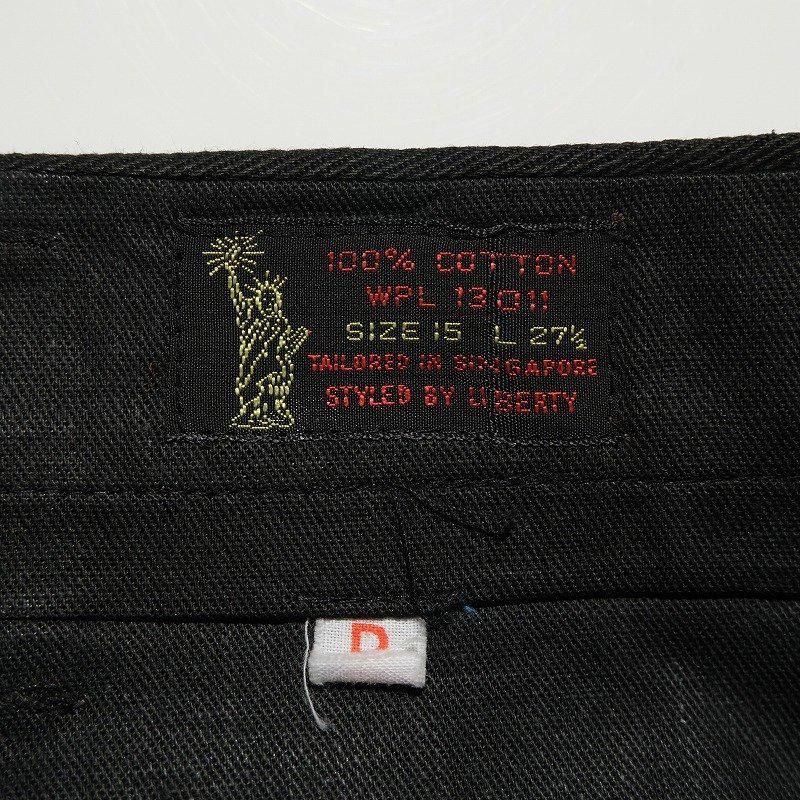 100% COTTON
WPL 13011
SIZE 15 L 27½
TAILORED IN SINGAPORE
STYLED BY LIBERTY
D